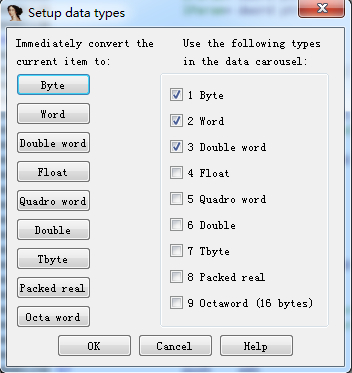 Setup data types
Immediately convert the
current item to:
Byte
Word
Double word
Float
Quadro word
Double
Tbyte
Packed real
Octa word
Use the following types
in the data carousel:
1 Byte
2 Word
3 Double word
4 Float
5 Quadro word
6 Double
7 Tbyte
8 Packed real
9 Octaword (16 bytes)
OK
Cancel
Help